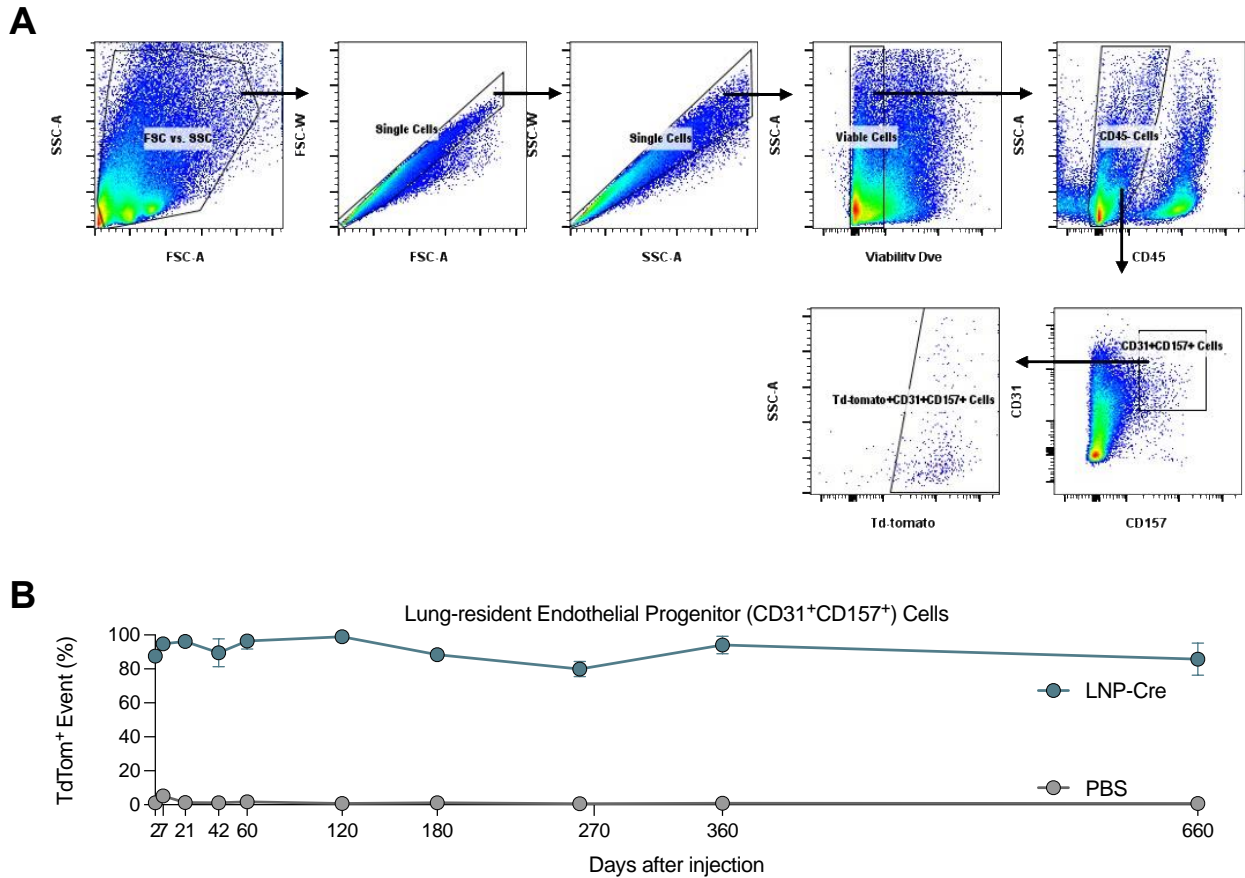 A
SSC-A
FSC vs. SSC
FSC-A
FSC-W
Single Cells
FSC-A
SSC-W
Single Cells
SSC-A
SSC-A
Viable Cells
Viability Dye
SSC-A
CD45- Cells
CD45
SSC-A
Td-tomato+CD31+CD157+ Cells
Td-tomato
CD31
CD31+CD157+ Cells
CD157
B
Lung-resident Endothelial Progenitor (CD31⁺CD157⁺) Cells
TdTom⁺ Event (%)
100
80
60
40
20
0
LNP-Cre
PBS
2 7 21 42 60 120 180 270 360 660
Days after injection